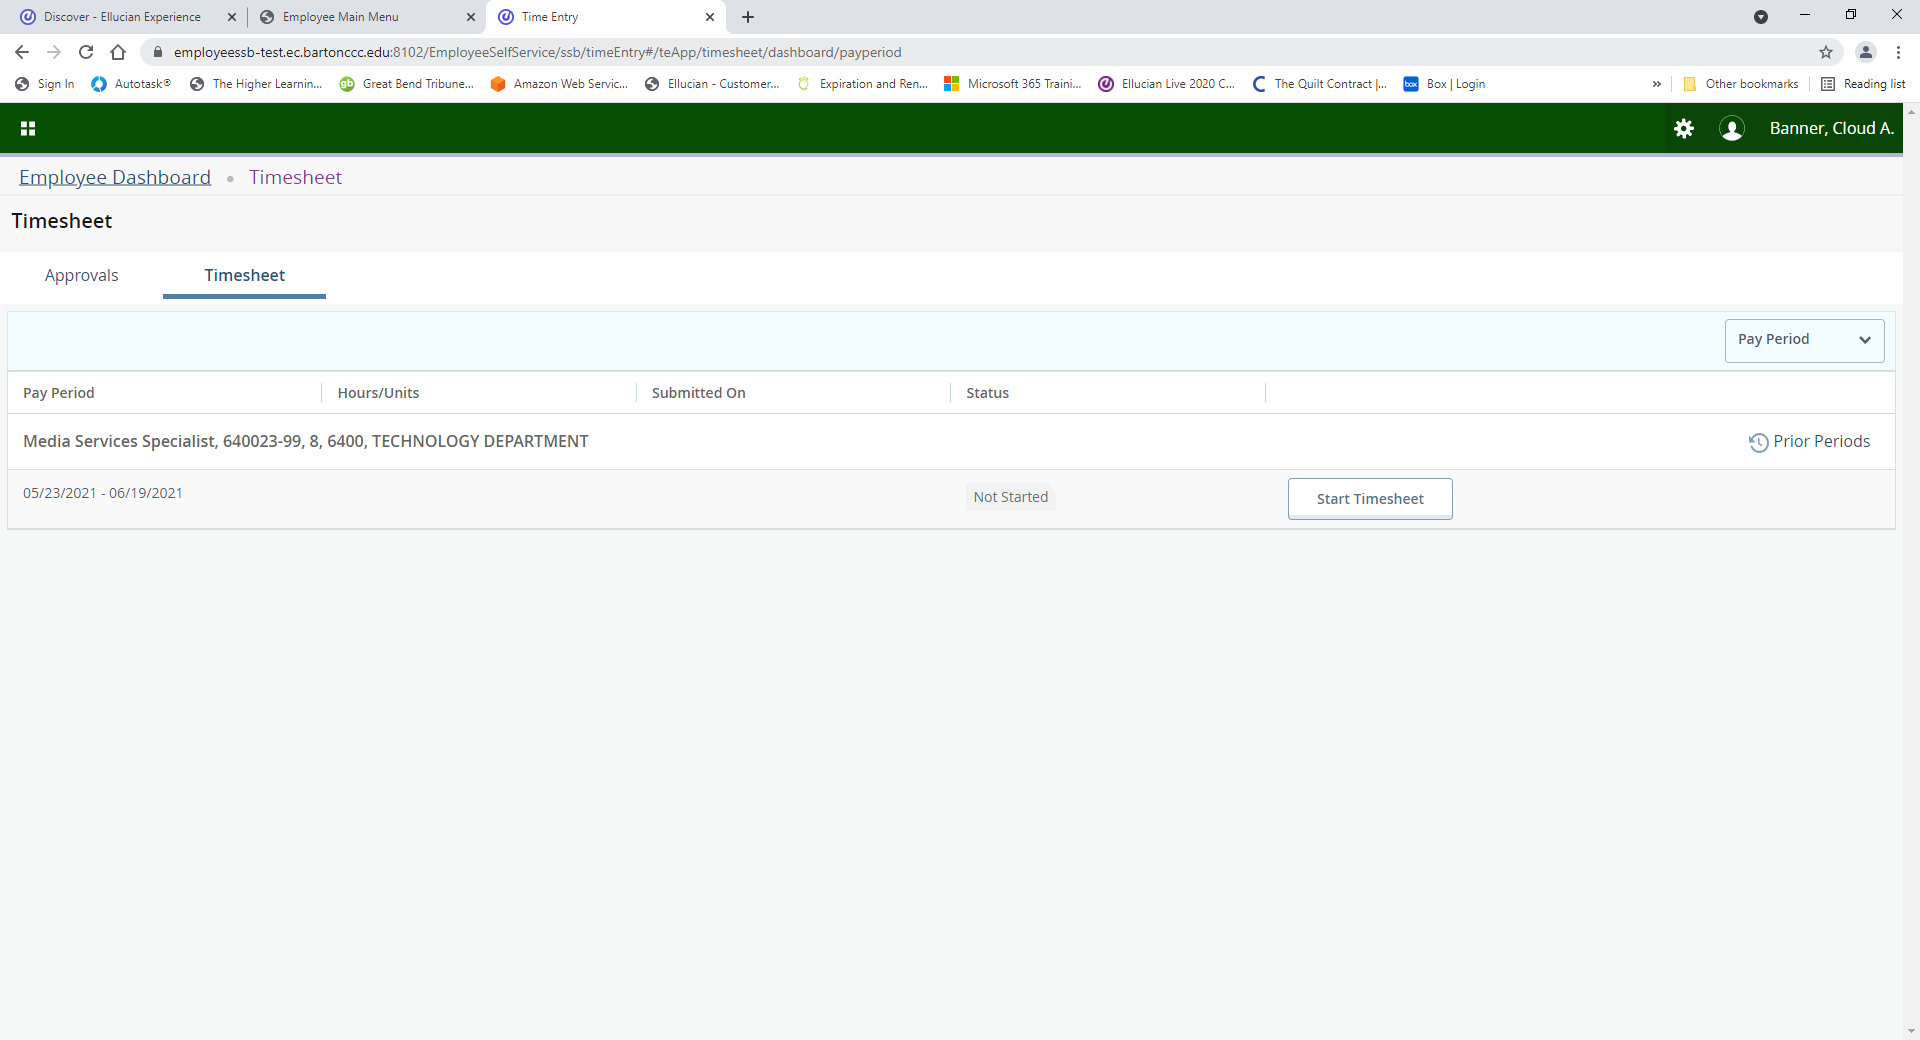 Discover - Ellucian Experience
Employee Main Menu
Time Entry
employeessb-test.ec.bartonccc.edu:8102/EmployeeSelfService/ssb/timeEntry#/teApp/timesheet/dashboard/payperiod
Sign In
Autotask®
The Higher Learnin...
gb
Great Bend Tribune...
Amazon Web Servic...
Ellucian - Customer...
Expiration and Ren...
Microsoft 365 Traini...
Ellucian Live 2020 C...
The Quilt Contract |...
box
Box | Login
»
Other bookmarks
Reading list
Banner, Cloud A.
Employee Dashboard • Timesheet
Timesheet
Approvals
Timesheet
Pay Period
Pay Period
Hours/Units
Submitted On
Status
Media Services Specialist, 640023-99, 8, 6400, TECHNOLOGY DEPARTMENT
Prior Periods
05/23/2021 - 06/19/2021
Not Started
Start Timesheet